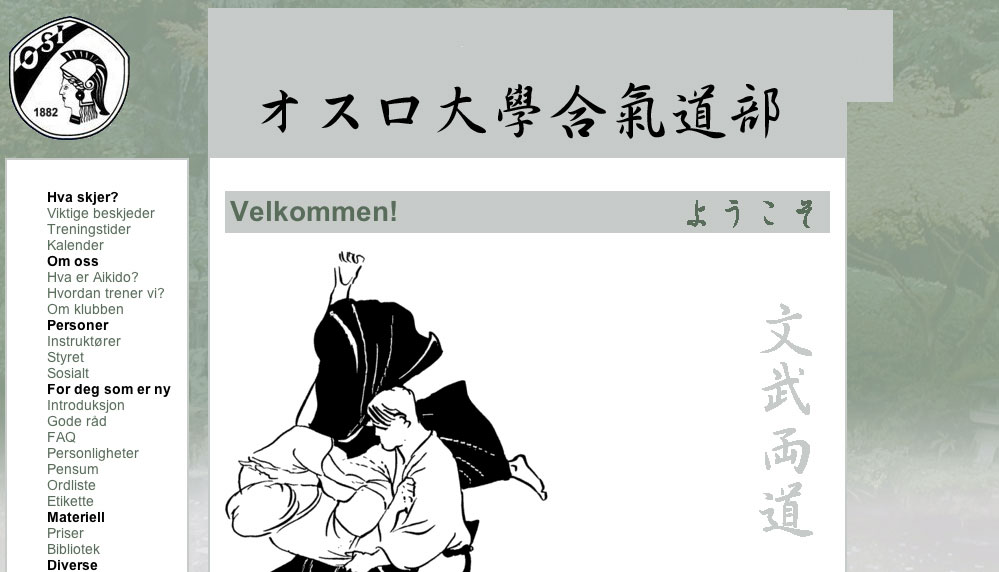 ØSI
1882
オスロ大學合氣道部
Hva skjer?
Viktige beskjeder
Treningstider
Kalender
Om oss
Hva er Aikido?
Hvordan trener vi?
Om klubben
Personer
Instruktører
Styret
Sosialt
For deg som er ny
Introduksjon
Gode råd
FAQ
Personligheter
Pensum
Ordliste
Etikette
Materiell
Priser
Bibliotek
Diverse
Velkommen!
ようこそ
文武両道